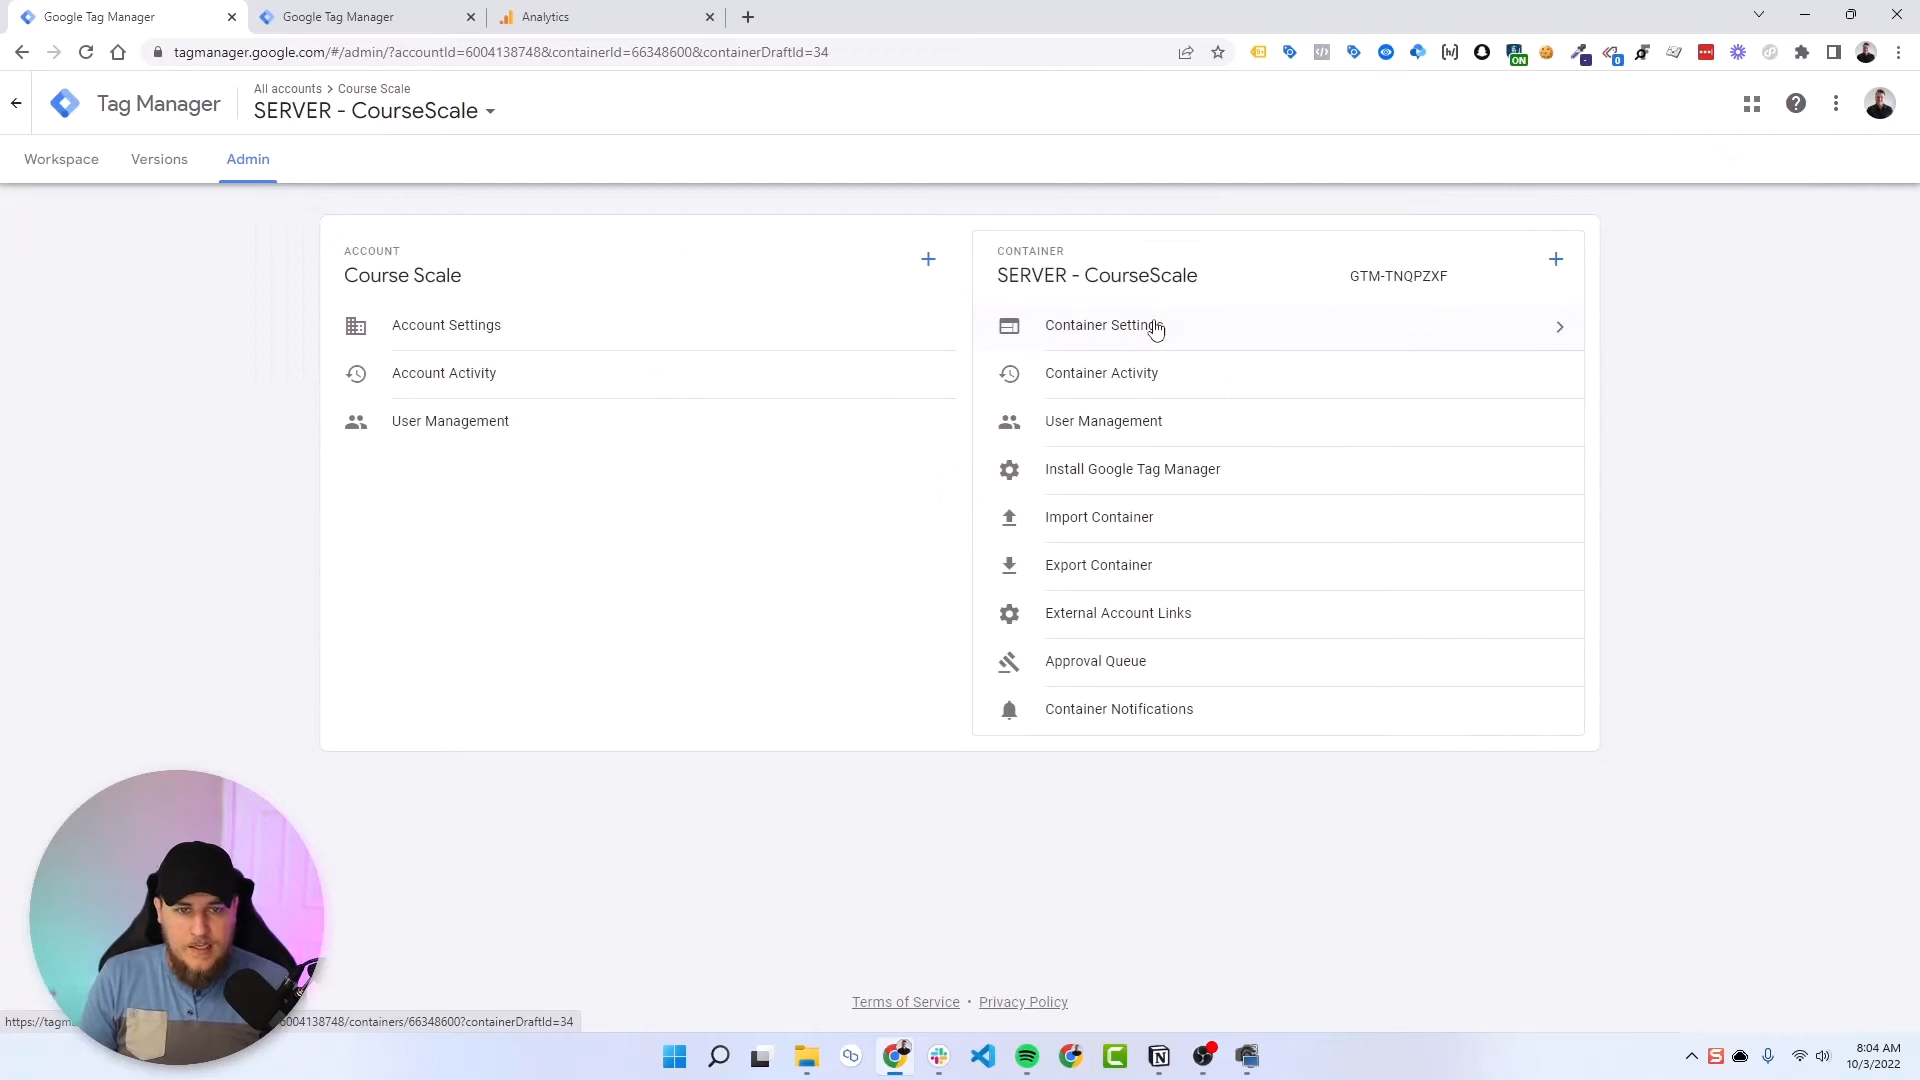 Google Tag Manager
Google Tag Manager
Analytics
tagmanager.google.com/#/admin/?accountId=6004138748&containerId=66348600&containerDraftId=34
ON
0
Tag Manager
All accounts > Course Scale
SERVER - CourseScale
Workspace
Versions
Admin
ACCOUNT
Course Scale
Account Settings
Account Activity
User Management
CONTAINER
SERVER - CourseScale
GTM-TNQPZXF
Container Settings
Container Activity
User Management
Install Google Tag Manager
Import Container
Export Container
External Account Links
Approval Queue
Container Notifications
Terms of Service • Privacy Policy
https://tagm
6004138748/containers/66348600?containerDraftId=34
8:04 AM
10/3/2022